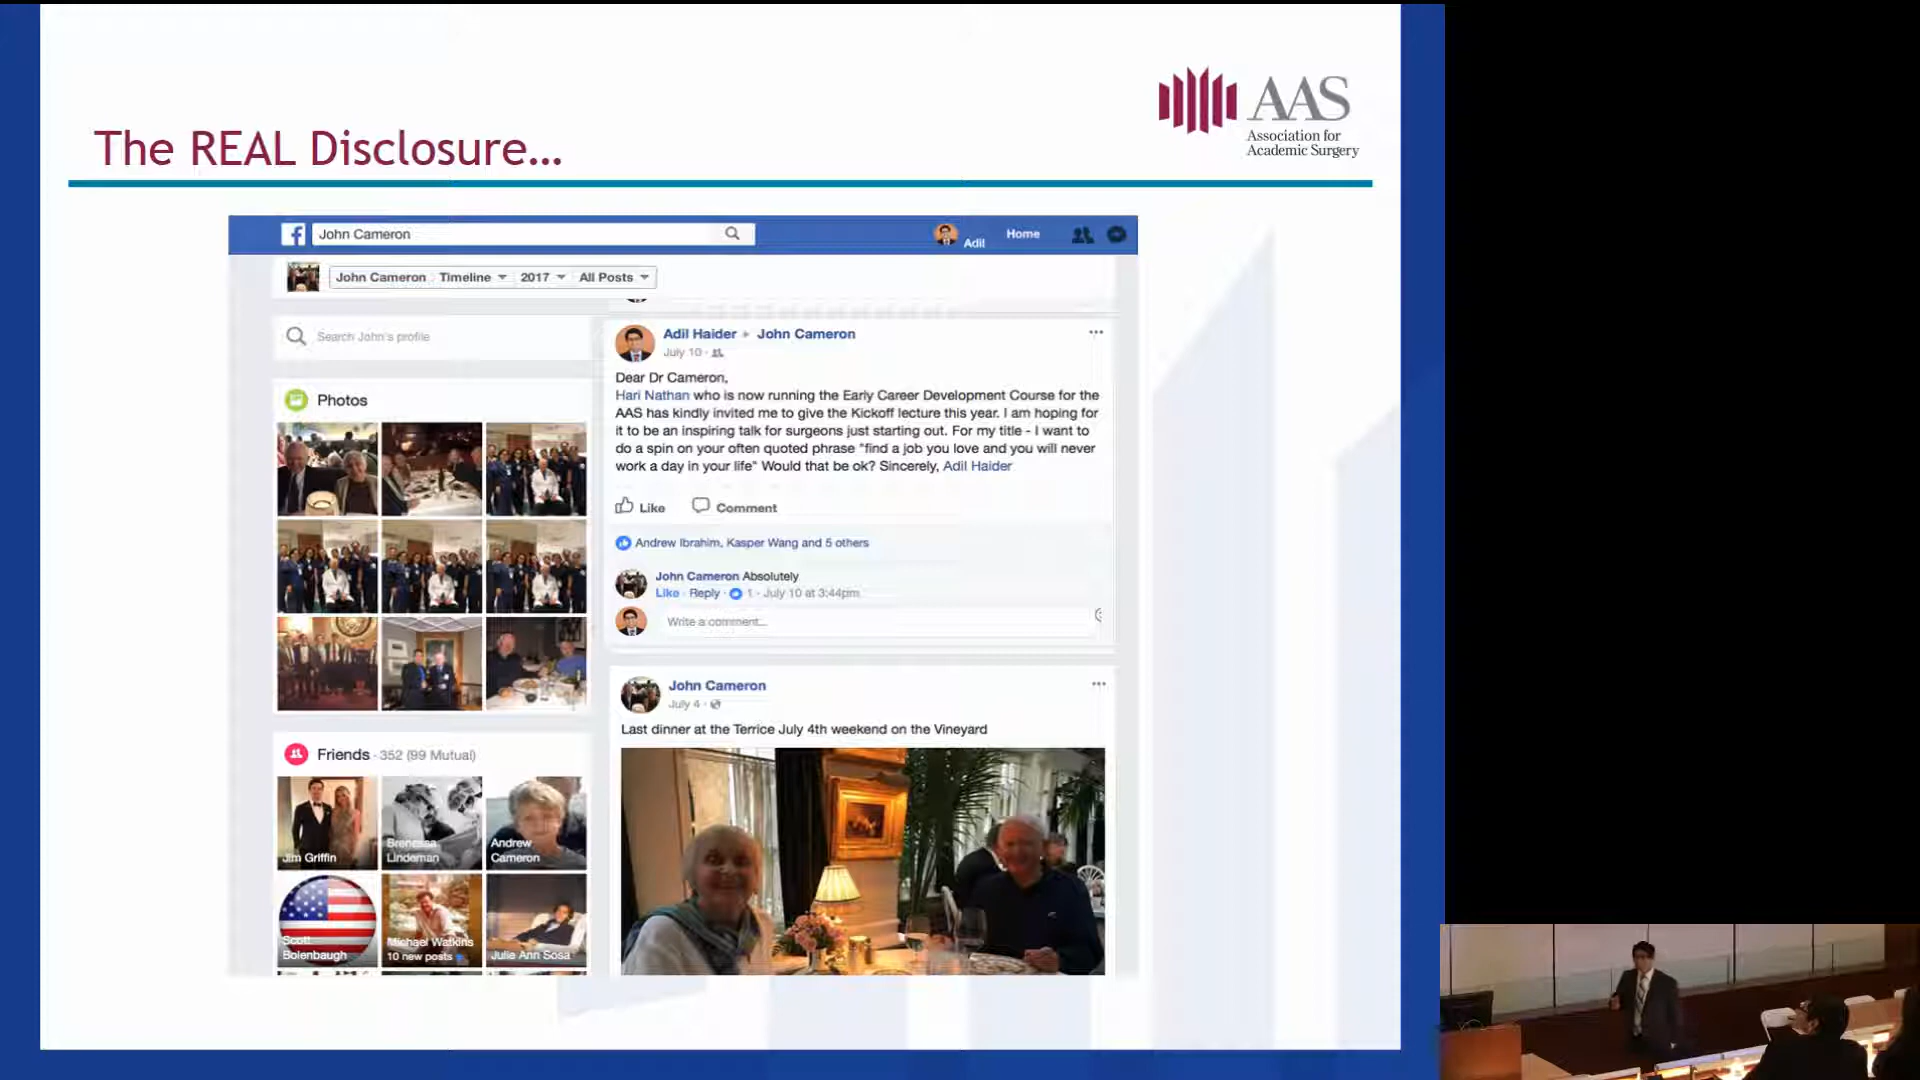 AAS
Association for
Academic Surgery
The REAL Disclosure...
John Cameron
Adil
Home
John Cameron Timeline 2017 All Posts
Search John's profile
Photos
Adil Haider John Cameron
July 10
Dear Dr Cameron,
Hari Nathan who is now running the Early Career Development Course for the
AAS has kindly invited me to give the Kickoff lecture this year. I am hoping for
it to be an inspiring talk for surgeons just starting out. For my title - I want to
do a spin on your often quoted phrase "find a job you love and you will never
work a day in your life" Would that be ok? Sincerely, Adil Haider
Like Comment
Andrew Ibrahim, Kasper Wang and 5 others
John Cameron Absolutely
Like · Reply · 1 · July 10 at 3:44pm
Write a comment...
John Cameron
July 4
Last dinner at the Terrice July 4th weekend on the Vineyard
Friends · 352 (99 Mutual)
Jim Griffin
Brenessa
Lindeman
Andrew
Cameron
Scott
Bolenbaugh
Michael Watkins
10 new posts
Julie Ann Sosa